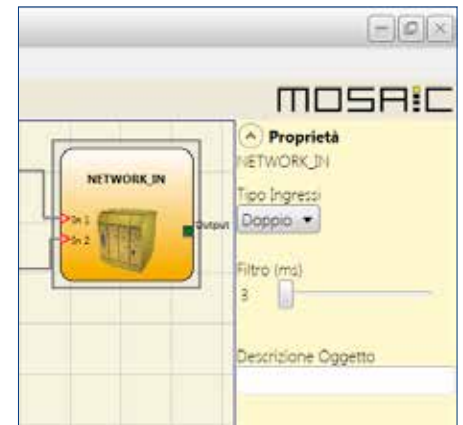 MOSAIC
Proprietà
NETWORK_IN
NETWORK_IN
Tipo Ingressi
In 1
Output
Doppio
In 2
Filtro (ms)
3
Descrizione Oggetto